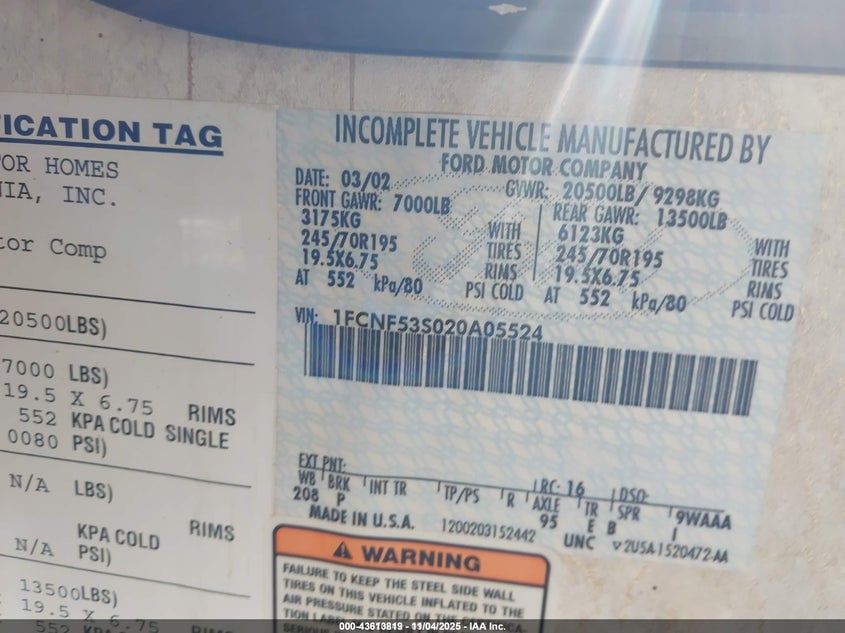 ICATION TAG
TOR HOMES
NIA, INC.
tor Comp
20500LBS)
7000 LBS)
19.5 X 6.75 RIMS
552 KPA COLD SINGLE
0080 PSI)
N/A LBS)
RIMS
KPA COLD
N/A PSI)
13500LBS)
19.5 X 6.75
INCOMPLETE VEHICLE MANUFACTURED BY
FORD MOTOR COMPANY
DATE: 03/02 GVWR: 20500LB/ 9298KG
FRONT GAWR: 7000LB REAR GAWR: 13500LB
3175KG WITH 6123KG WITH
245/70R195 TIRES 245/70R195 TIRES
19.5X6.75 RIMS 19.5X6.75 RIMS
AT 552 kPa/80 PSI COLD AT 552 kPa/80 PSI COLD
VIN: 1FCNF53S020A05524
EXT PNT: RC: 16 DSO:
WB BRK INT TR TP/PS R AXLE TR SPR 9WAAA
208 P 95 E B I
MADE IN U.S.A. 1200203152442 UNC 2U5A1520472 AA
WARNING
FAILURE TO KEEP THE STEEL SIDE WALL
TIRES ON THIS VEHICLE INFLATED TO THE
AIR PRESSURE STATED ON THE
000-43613819 - 11/04/2025 - IAA Inc.